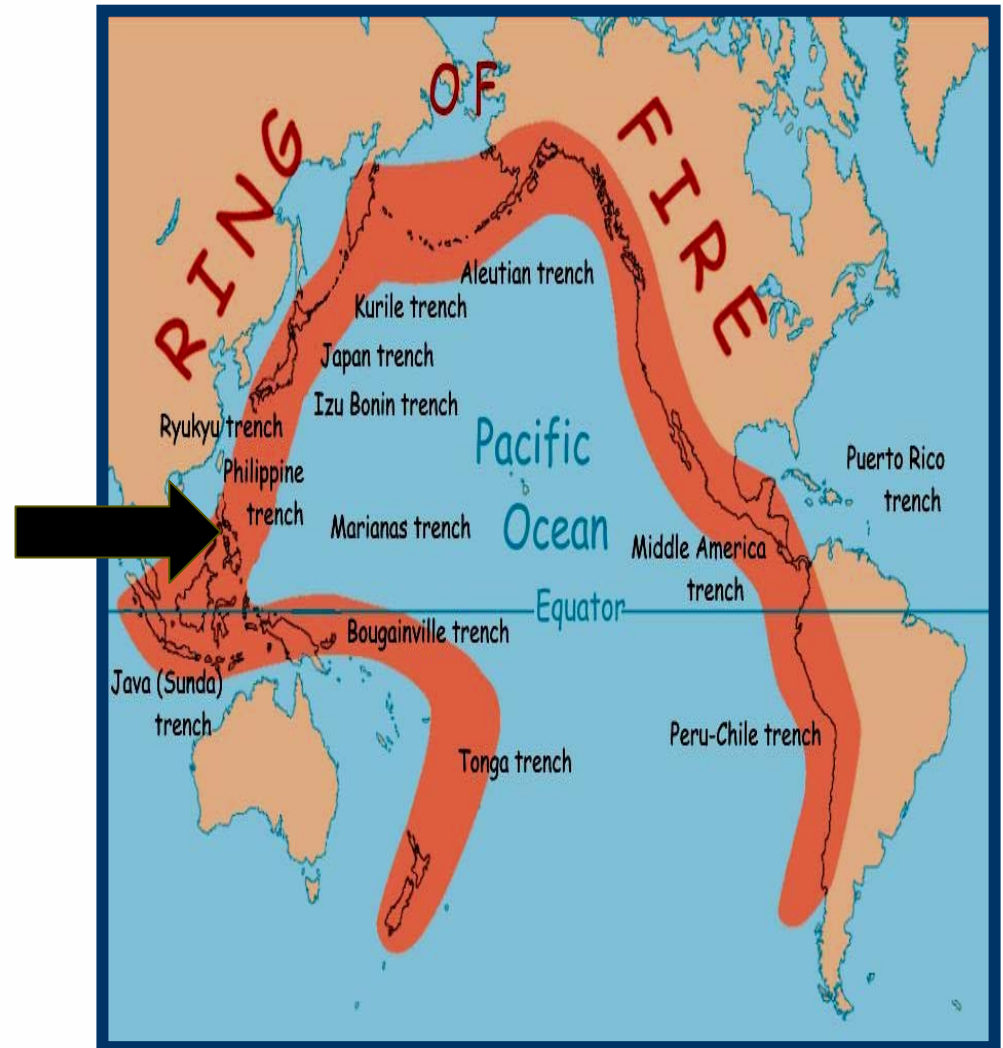 RING OF FIRE
Aleutian trench
Kurile trench
Japan trench
Izu Bonin trench
Ryukyu trench
Philippine
trench
Marianas trench
Pacific
Ocean
Puerto Rico
trench
Middle America
trench
Equator
Bougainville trench
Java (Sunda)
trench
Tonga trench
Peru-Chile trench